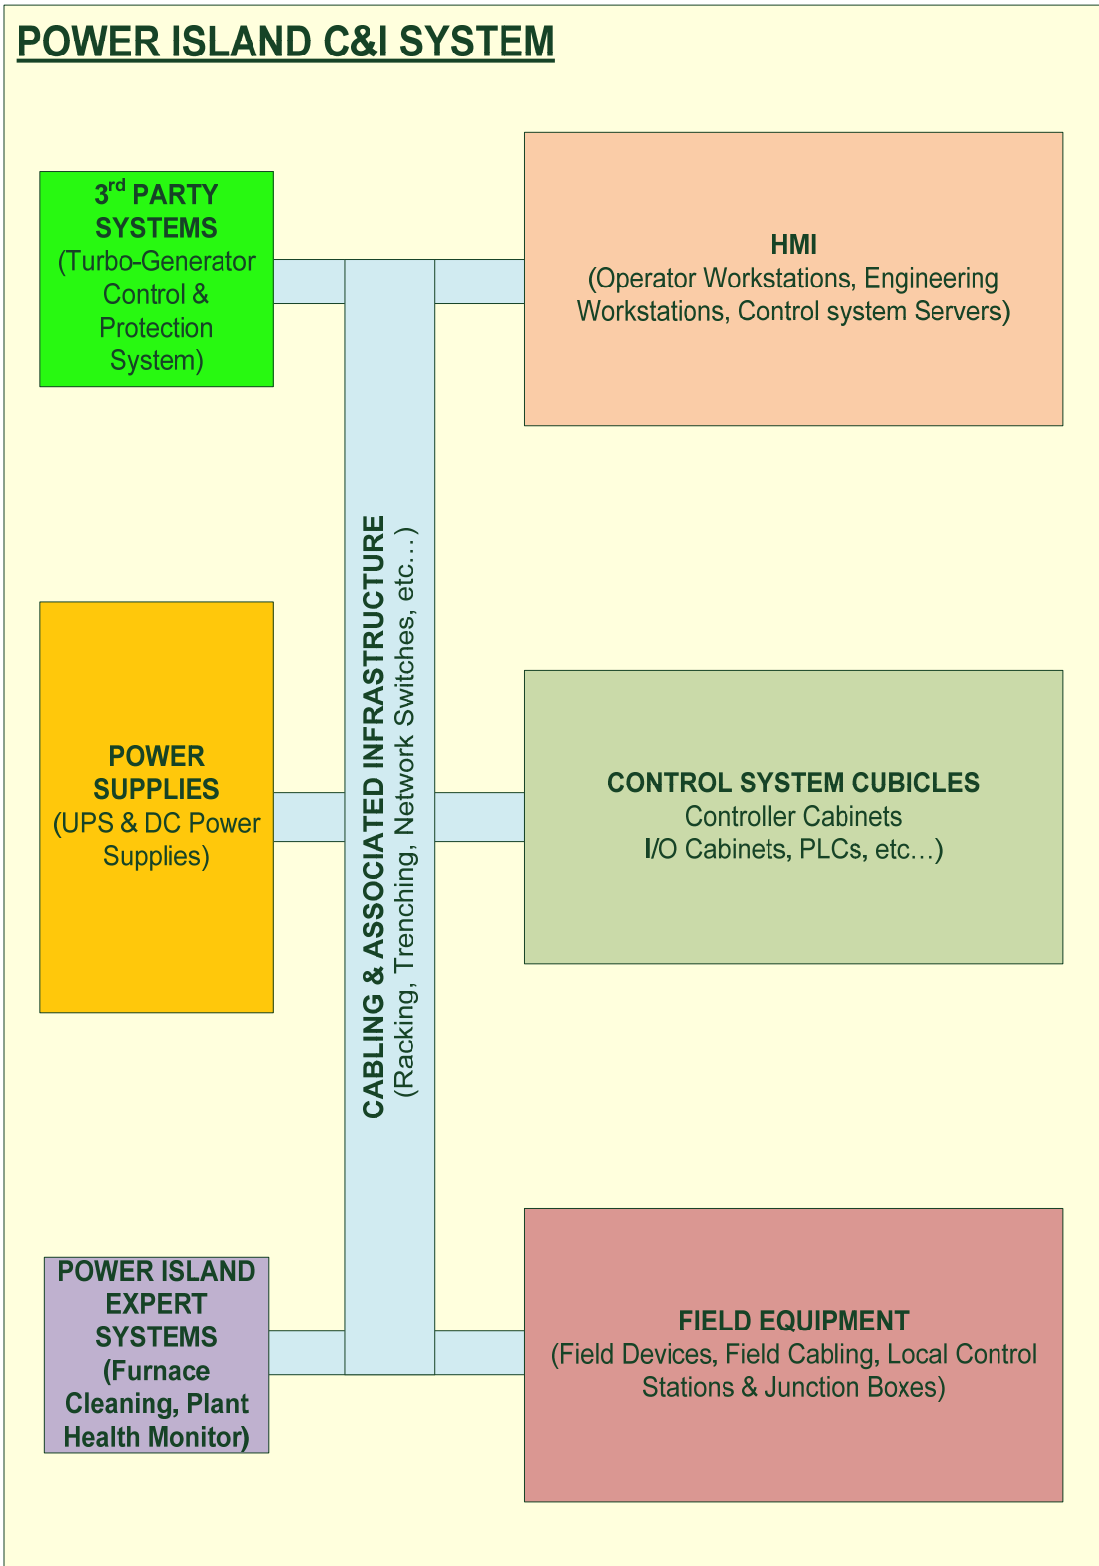 POWER ISLAND C&I SYSTEM
3rd PARTY
SYSTEMS
(Turbo-Generator
Control &
Protection
System)
HMI
(Operator Workstations, Engineering
Workstations, Control system Servers)
CABLING & ASSOCIATED INFRASTRUCTURE
(Racking, Trenching, Network Switches, etc…)
POWER
SUPPLIES
(UPS & DC Power
Supplies)
CONTROL SYSTEM CUBICLES
Controller Cabinets
I/O Cabinets, PLCs, etc…)
POWER ISLAND
EXPERT
SYSTEMS
(Furnace
Cleaning, Plant
Health Monitor)
FIELD EQUIPMENT
(Field Devices, Field Cabling, Local Control
Stations & Junction Boxes)